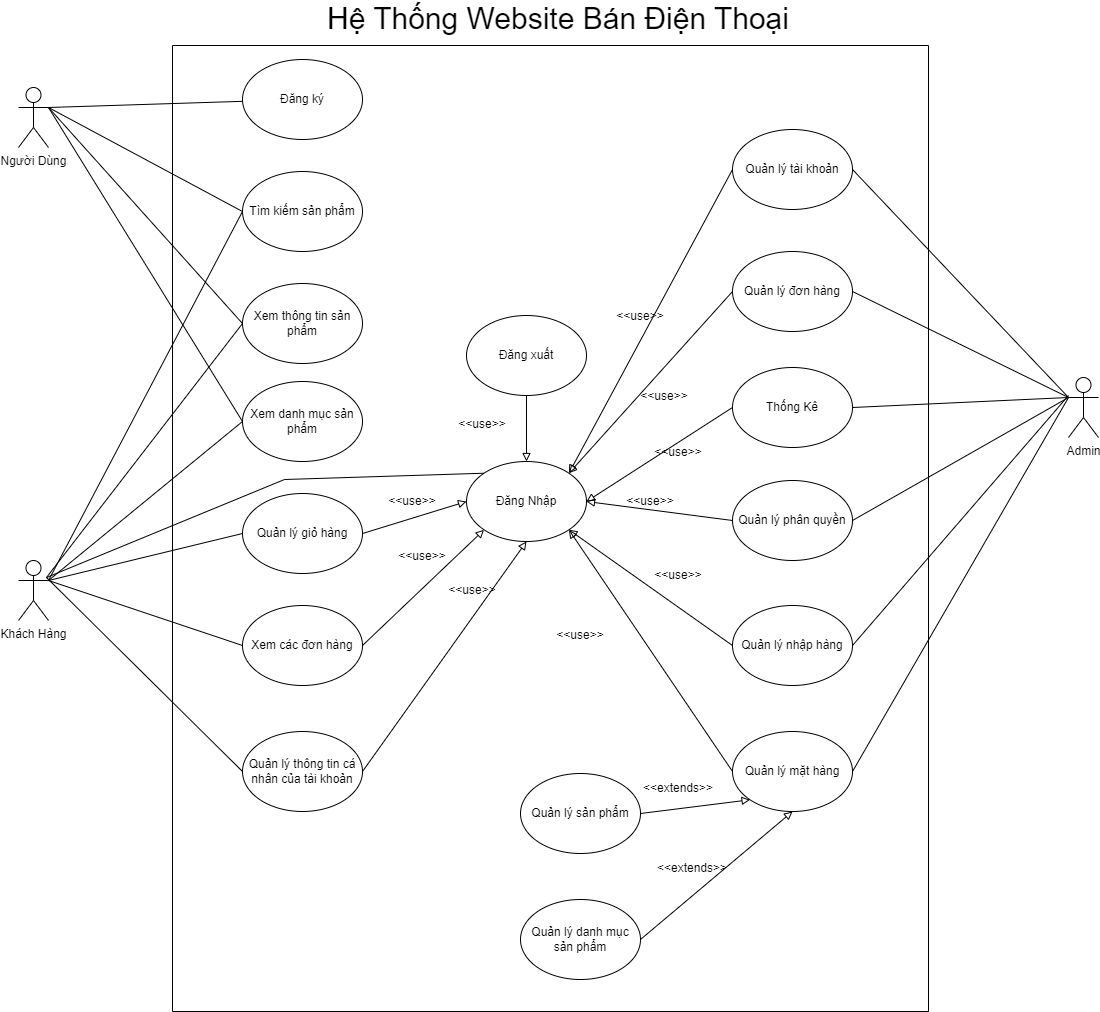 Hệ Thống Website Bán Điện Thoại
Đăng ký
Người Dùng
Quản lý tài khoản
Tìm kiếm sản phẩm
Quản lý đơn hàng
Xem thông tin sản
phẩm
<<use>>
Đăng xuất
<<use>>
Thống Kê
Xem danh mục sản
phẩm
<<use>>
<<use>>
Admin
Đăng Nhập
<<use>>
<<use>>
Quản lý phân quyền
Quản lý giỏ hàng
<<use>>
<<use>>
<<use>>
Khách Hàng
<<use>>
Xem các đơn hàng
Quản lý nhập hàng
Quản lý thông tin cá
nhân của tài khoản
Quản lý mặt hàng
<<extends>>
Quản lý sản phẩm
<<extends>>
Quản lý danh mục
sản phẩm